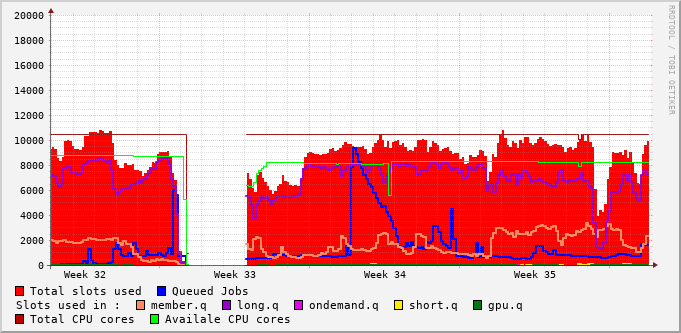 20000
18000
16000
14000
12000
10000
8000
6000
4000
2000
0
Week 32 Week 33 Week 34 Week 35
Total slots used Queued Jobs
Slots used in : member.q long.q ondemand.q short.q gpu.q
Total CPU cores Availale CPU cores
RRDTOOL / TOBI OETIKER